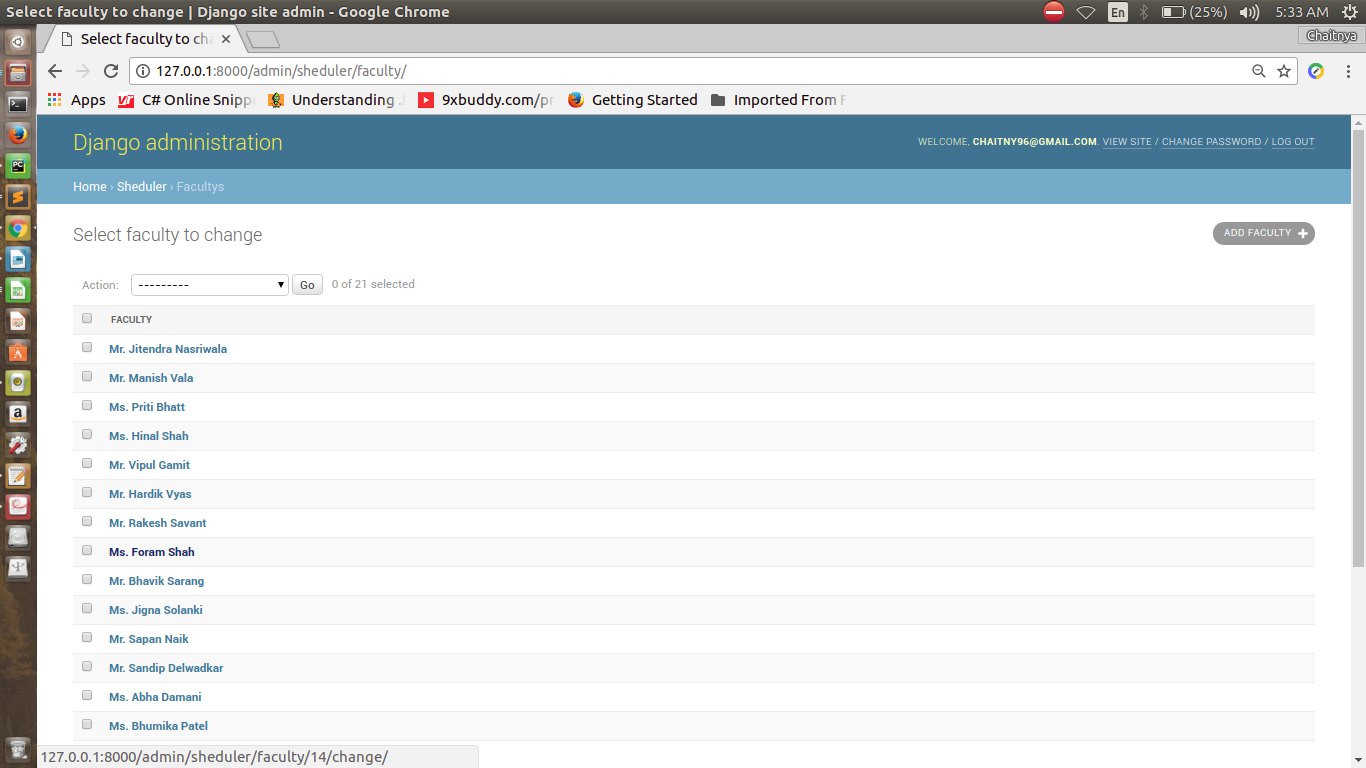 Select faculty to change | Django site admin - Google Chrome
En
(25%)
5:33 AM
Select faculty to cha
Chaitnya
127.0.0.1:8000/admin/sheduler/faculty/
Apps
C# Online Snipp
Understanding .
9xbuddy.com/pr
Getting Started
Imported From F
Django administration
WELCOME, CHAITNY96@GMAIL.COM. VIEW SITE / CHANGE PASSWORD / LOG OUT
Home › Sheduler › Facultys
Select faculty to change
ADD FACULTY +
Action: --------- Go 0 of 21 selected
FACULTY
Mr. Jitendra Nasriwala
Mr. Manish Vala
Ms. Priti Bhatt
Ms. Hinal Shah
Mr. Vipul Gamit
Mr. Hardik Vyas
Mr. Rakesh Savant
Ms. Foram Shah
Mr. Bhavik Sarang
Ms. Jigna Solanki
Mr. Sapan Naik
Mr. Sandip Delwadkar
Ms. Abha Damani
Ms. Bhumika Patel
127.0.0.1:8000/admin/sheduler/faculty/14/change/